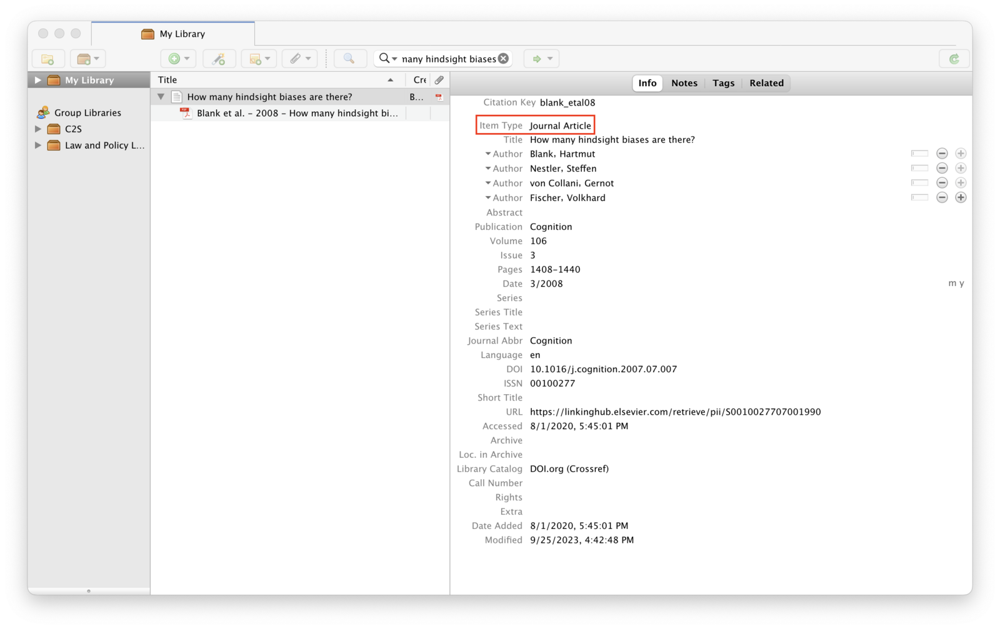 My Library
nany hindsight biases
My Library
Group Libraries
C2S
Law and Policy L...
Title Cre
How many hindsight biases are there? B...
Blank et al. - 2008 - How many hindsight bi...
Info Notes Tags Related
Citation Key blank_etal08
Item Type Journal Article
Title How many hindsight biases are there?
Author Blank, Hartmut
Author Nestler, Steffen
Author von Collani, Gernot
Author Fischer, Volkhard
Abstract
Publication Cognition
Volume 106
Issue 3
Pages 1408-1440
Date 3/2008 m y
Series
Series Title
Series Text
Journal Abbr Cognition
Language en
DOI 10.1016/j.cognition.2007.07.007
ISSN 00100277
Short Title
URL https://linkinghub.elsevier.com/retrieve/pii/S0010027707001990
Accessed 8/1/2020, 5:45:01 PM
Archive
Loc. in Archive
Library Catalog DOI.org (Crossref)
Call Number
Rights
Extra
Date Added 8/1/2020, 5:45:01 PM
Modified 9/25/2023, 4:42:48 PM